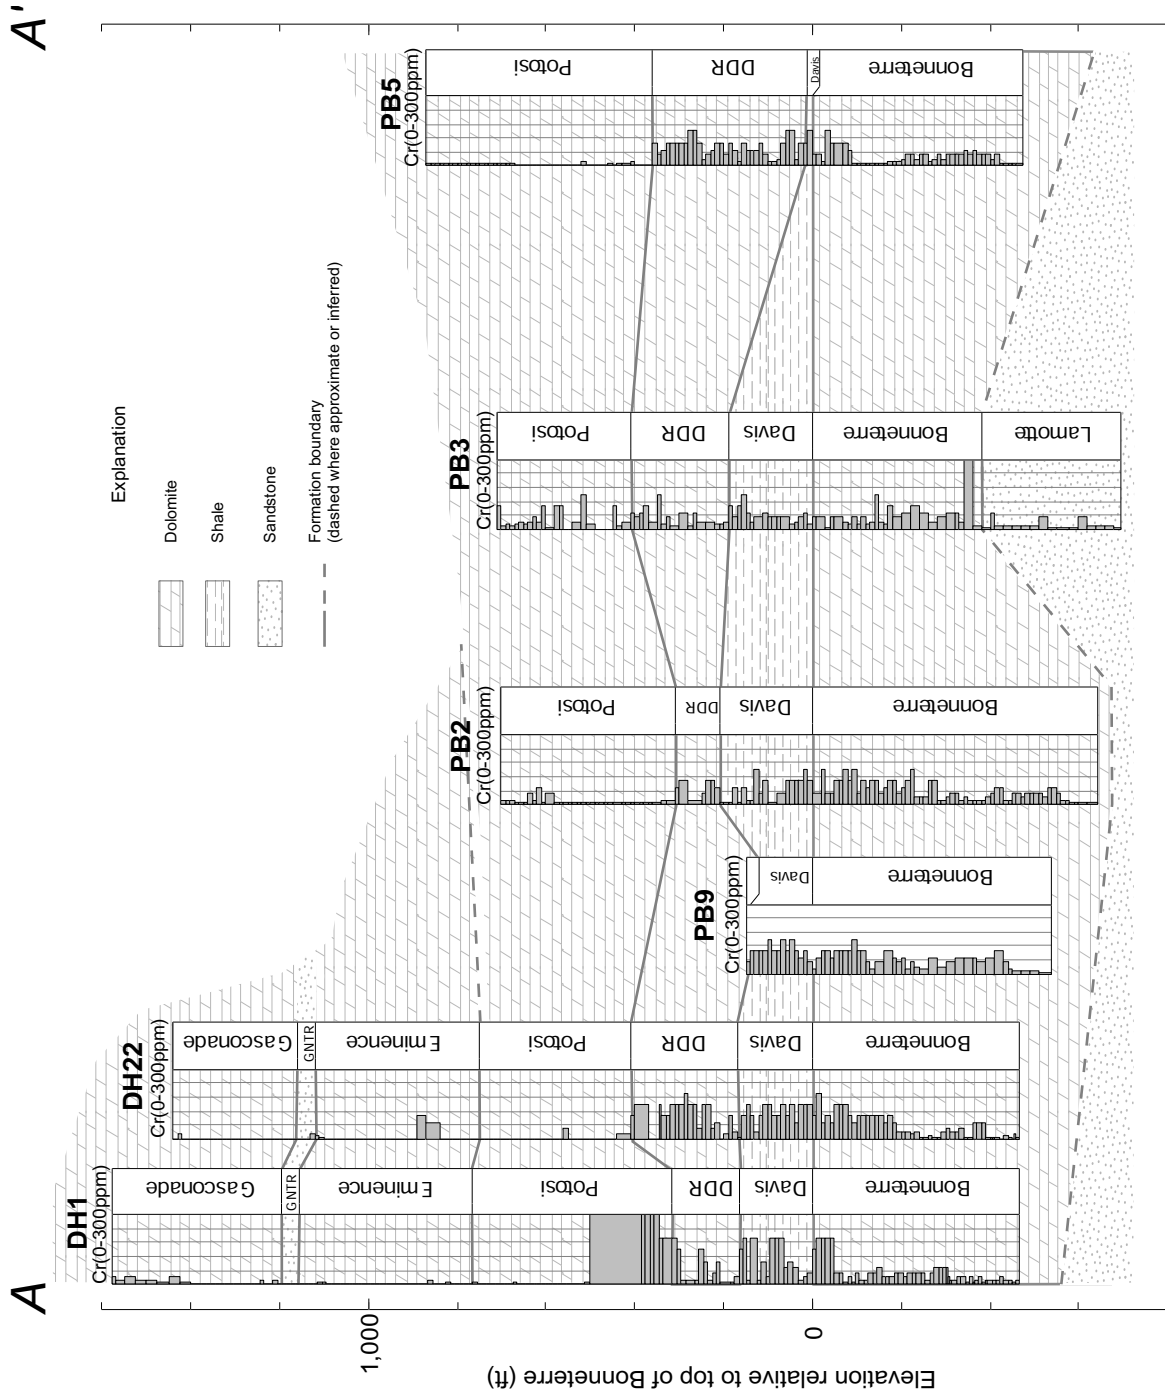 A
A'
Explanation
Dolomite
Shale
Sandstone
Formation boundary
(dashed where approximate or inferred)
Elevation relative to top of Bonneterre (ft)
1,000
0
DH1
Cr(0-300ppm)
Gasconade
GNTR
Eminence
Potosi
DDR
Davis
Bonneterre
DH22
Cr(0-300ppm)
Gasconade
GNTR
Eminence
Potosi
DDR
Davis
Bonneterre
PB9
Cr(0-300ppm)
Davis
Bonneterre
PB2
Cr(0-300ppm)
Potosi
DDR
Davis
Bonneterre
PB3
Cr(0-300ppm)
Potosi
DDR
Davis
Bonneterre
Lamotte
PB5
Cr(0-300ppm)
Potosi
DDR
Davis
Bonneterre